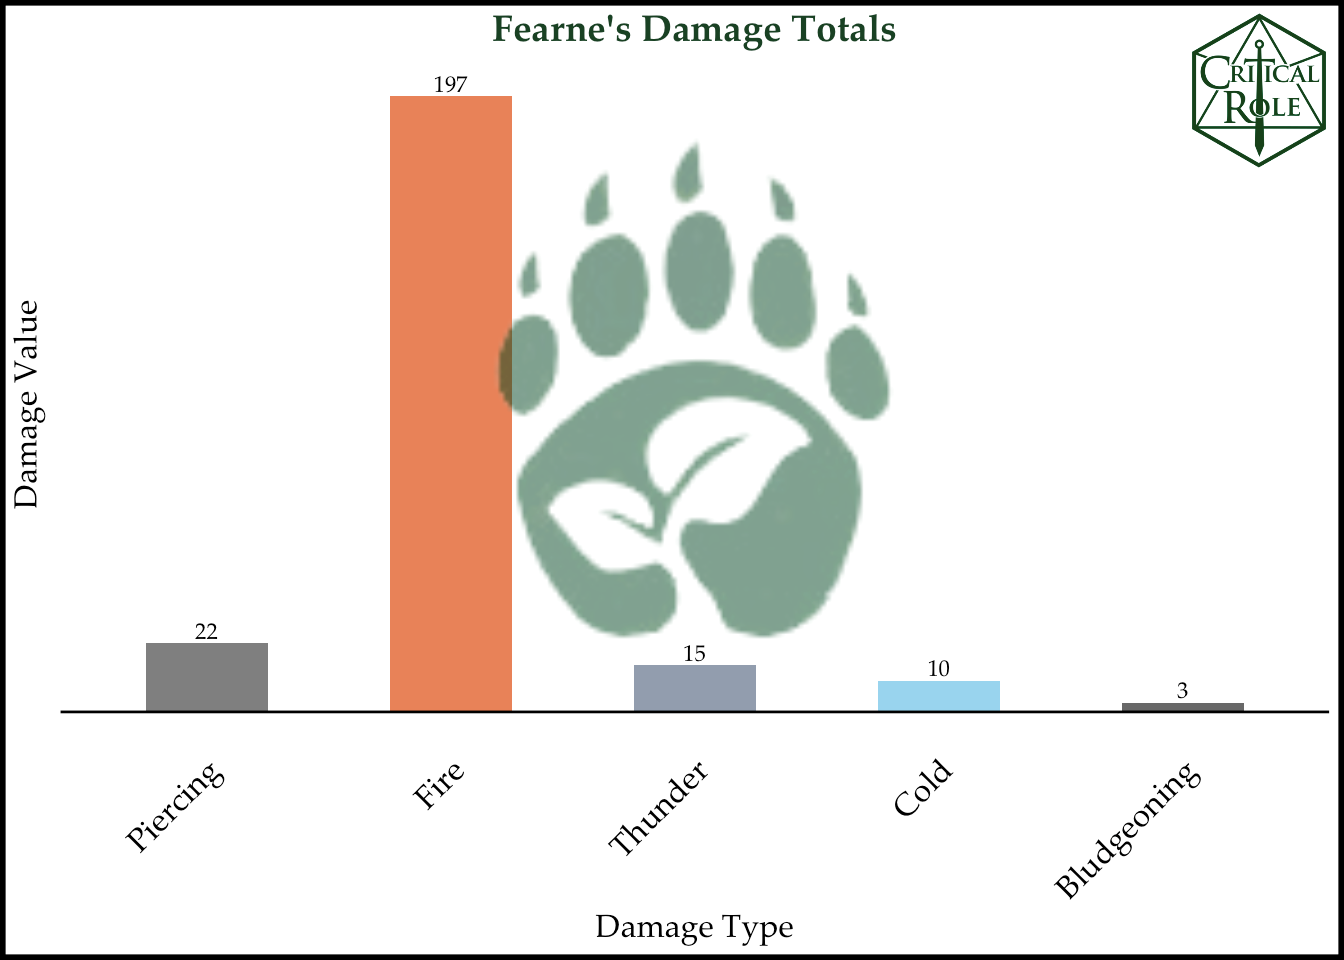 Fearne's Damage Totals
CRITICAL
ROLE
197
22
15
10
3
Damage Value
Piercing
Fire
Thunder
Cold
Bludgeoning
Damage Type